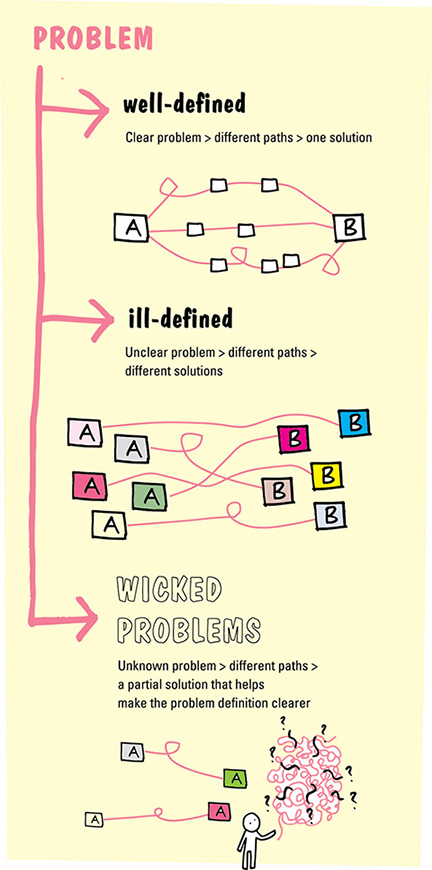 PROBLEM
well-defined
Clear problem > different paths > one solution
A
B
ill-defined
Unclear problem > different paths >
different solutions
A
A
B
B
A
A
B
B
A
B
WICKED
PROBLEMS
Unknown problem > different paths >
a partial solution that helps
make the problem definition clearer
A
A
A
A
? ? ? ? ? ? ? ?